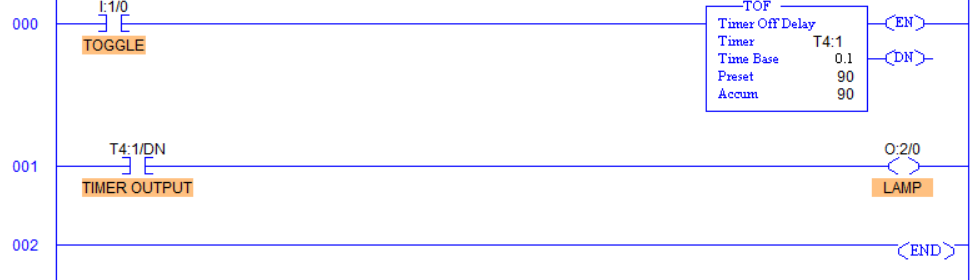 I:1/0
TOF
000
Timer Off Delay
EN
TOGGLE
Timer T4:1
Time Base 0.1
DN
Preset 90
Accum 90
T4:1/DN
O:2/0
001
TIMER OUTPUT
LAMP
002
END